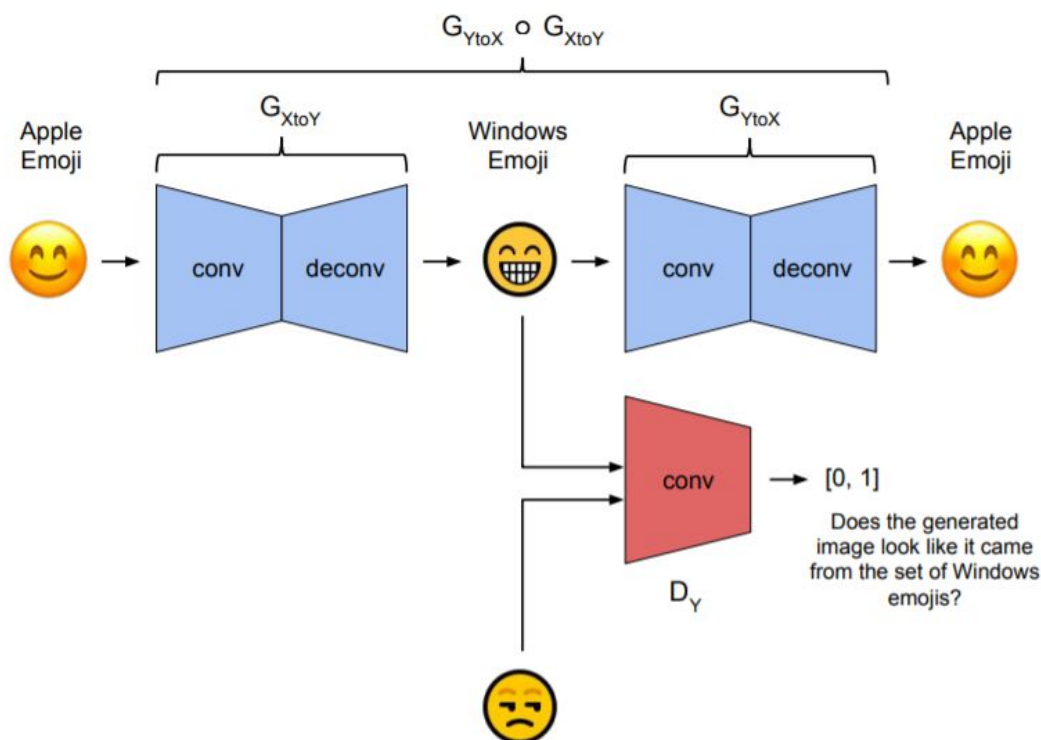 G_YtoX o G_XtoY
G_XtoY
G_YtoX
Apple
Emoji
Windows
Emoji
Apple
Emoji
conv
deconv
conv
deconv
conv
[0, 1]
D_Y
Does the generated
image look like it came
from the set of Windows
emojis?